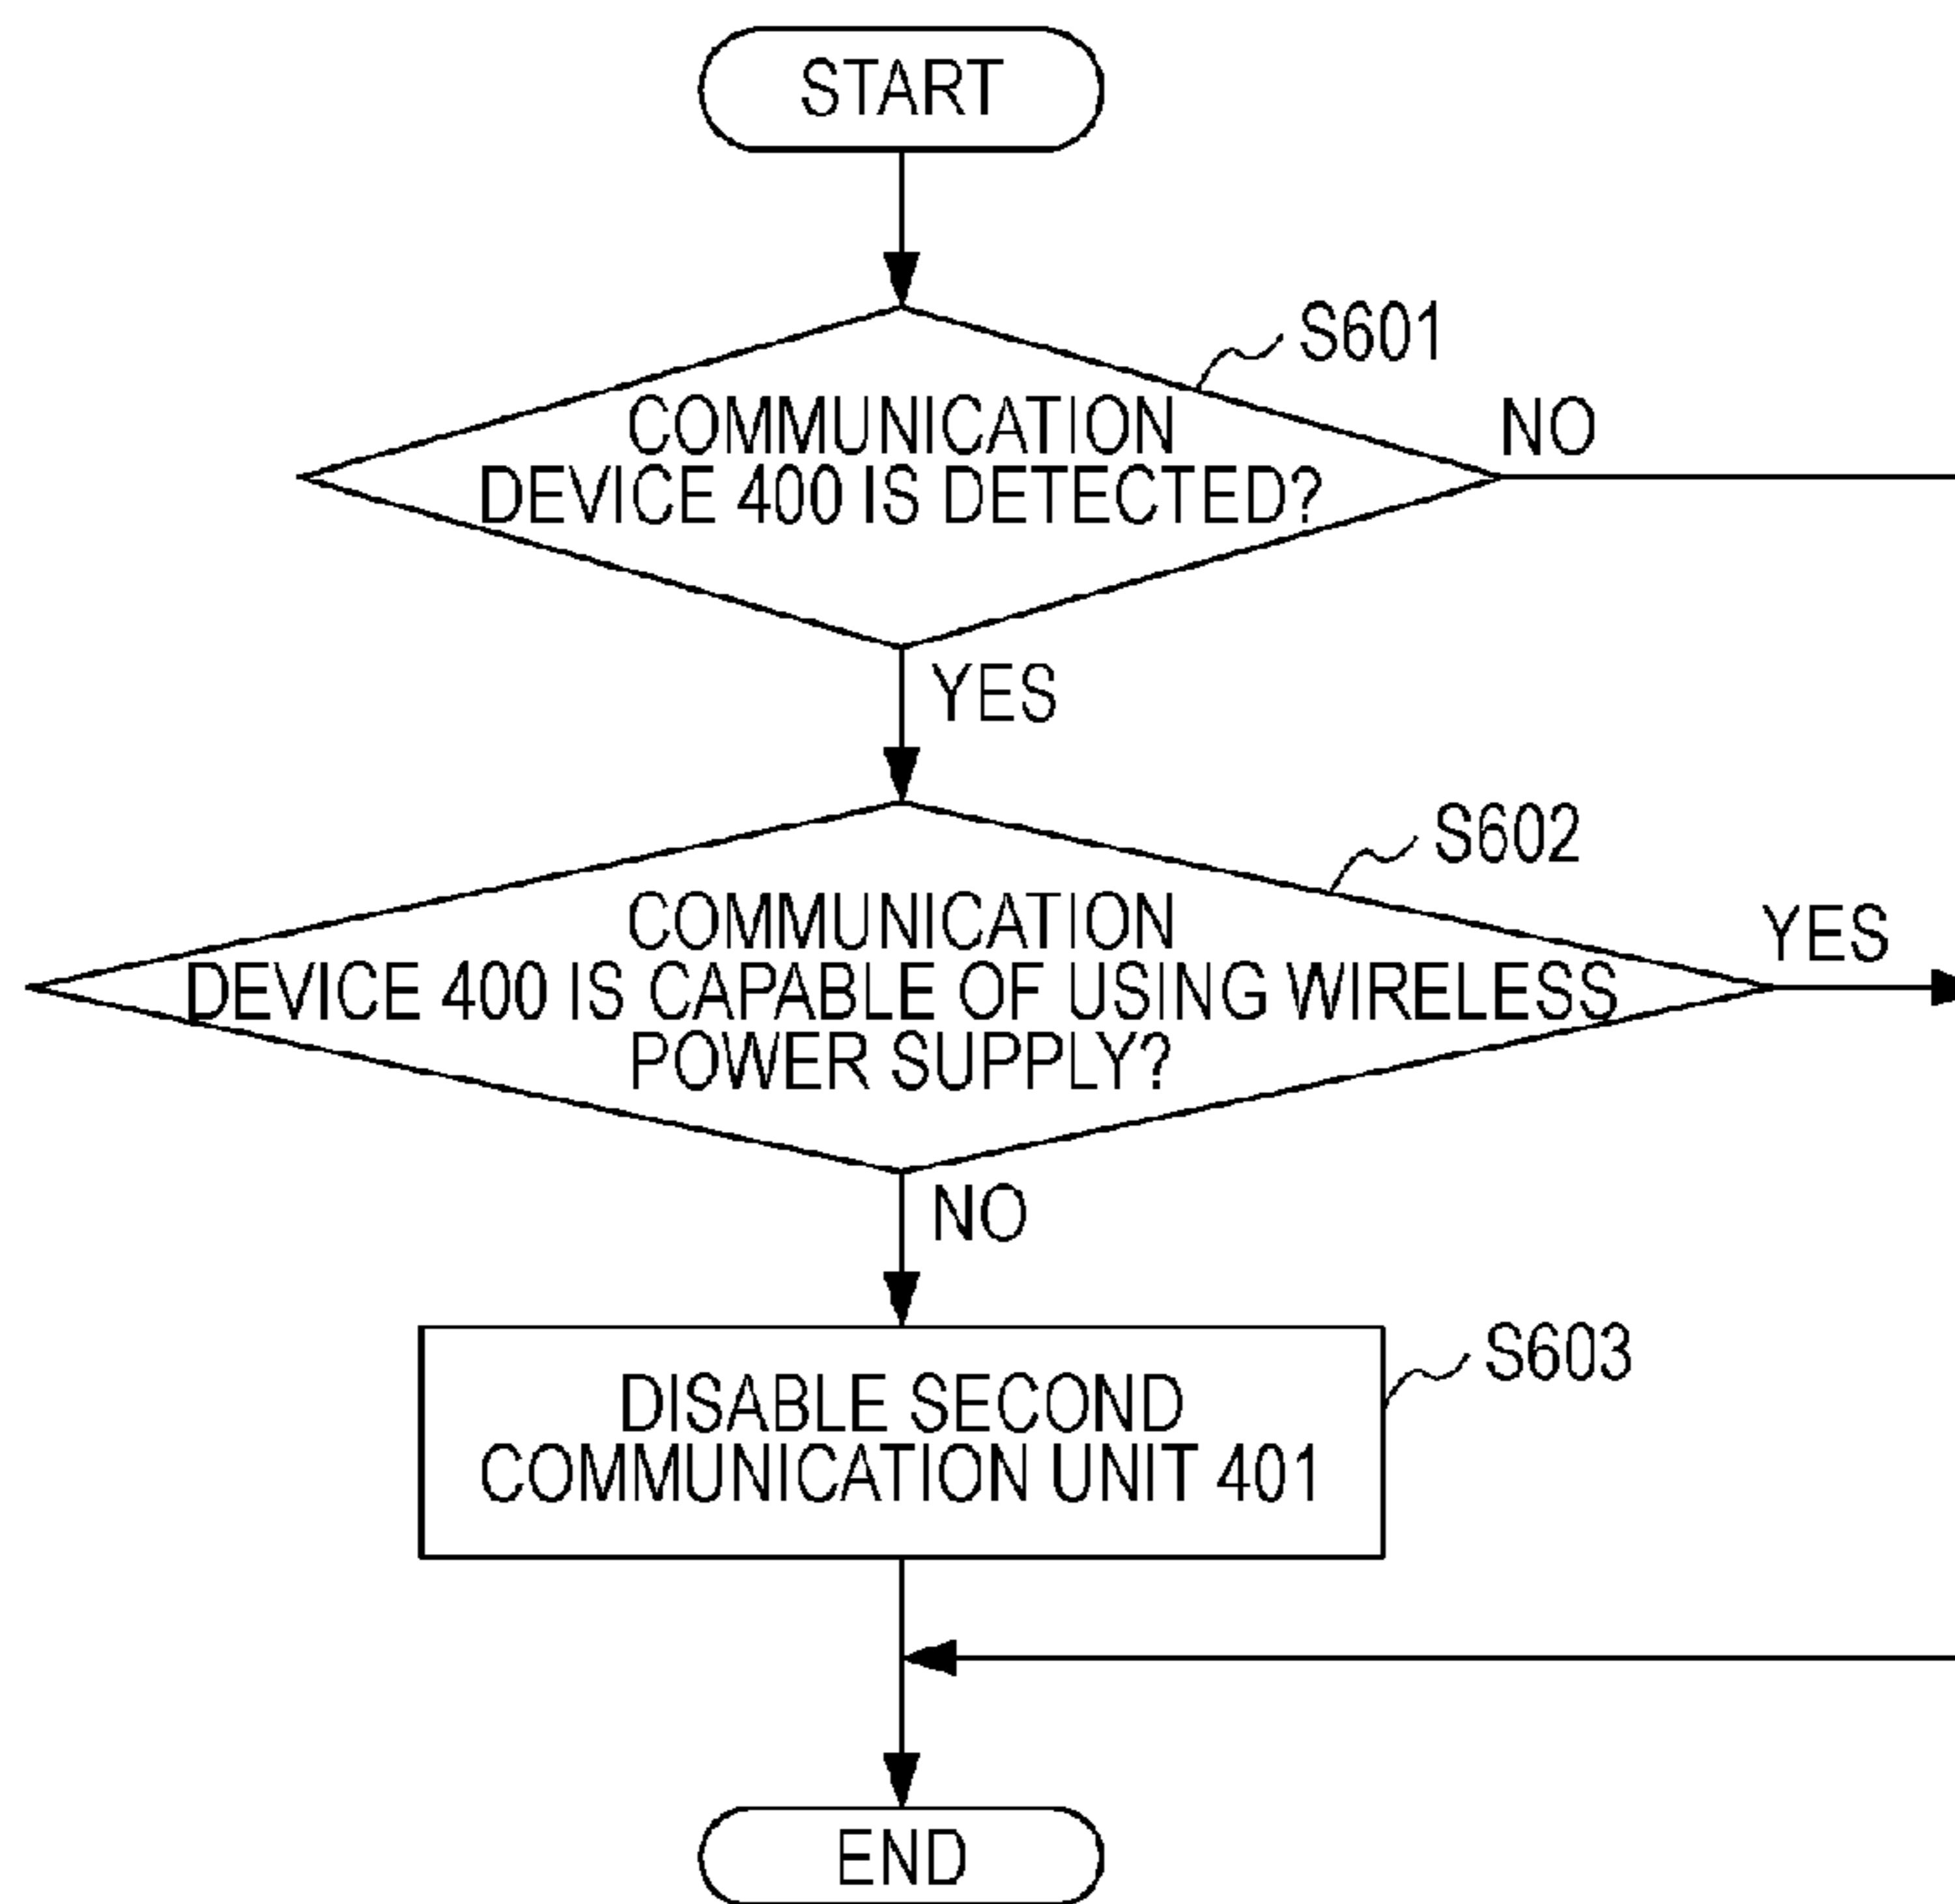 START
S601
COMMUNICATION
DEVICE 400 IS DETECTED?
NO
YES
S602
COMMUNICATION
DEVICE 400 IS CAPABLE OF USING WIRELESS
POWER SUPPLY?
YES
NO
S603
DISABLE SECOND
COMMUNICATION UNIT 401
END